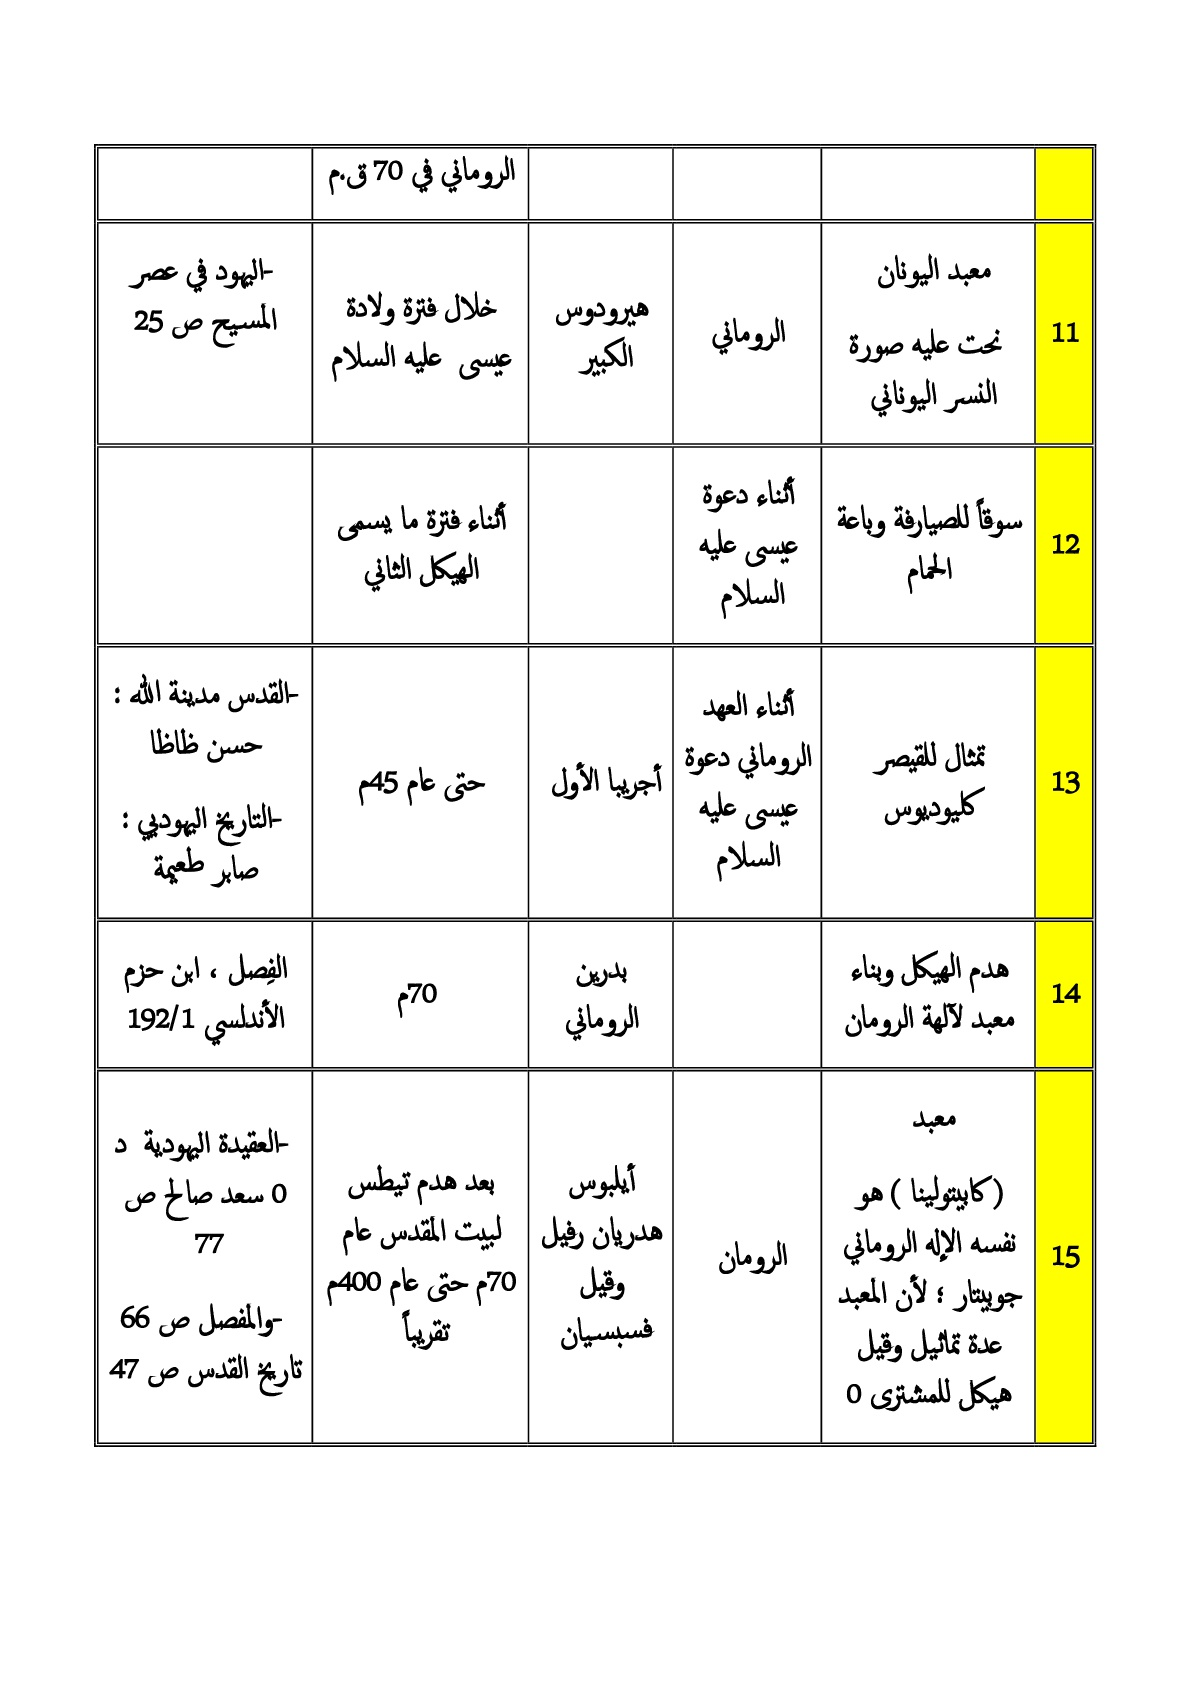 الروماني في 70 ق.م
11
معبد اليونان
نحت عليه صورة
النسر اليوناني
الروماني
هيرودوس
الكبير
خلال فترة ولادة
عيسى عليه السلام
-اليهود في عصر
المسيح ص 25
12
سوقاً للصيارفة وباعة
الحمام
أثناء دعوة
عيسى عليه
السلام
أثناء فترة ما يسمى
الهيكل الثاني
13
تمثال للقيصر
كليوديوس
أثناء العهد
الروماني دعوة
عيسى عليه
السلام
أجريبا الأول
حتى عام 45م
-القدس مدينة الله :
حسن ظاظا
-التاريخ اليهودبي :
صابر طعيمة
14
هدم الهيكل وبناء
معبد لآلهة الرومان
بدرين
الروماني
70م
الفِصل ، ابن حزم
الأندلسي 192/1
15
معبد
(كابيتولينا ) هو
نفسه الإله الروماني
جوبيتار ؛ لأن المعبد
عدة تماثيل وقيل
هيكل للمشترى 0
الرومان
أيلبوس
هدريان رفيل
وقيل
فسبسيان
بعد هدم تيطس
لبيت المقدس عام
70م حتى عام 400م
تقريباً
-العقيدة اليهودية د
0 سعد صالح ص
77
-والمفصل ص 66
تاريخ القدس ص 47